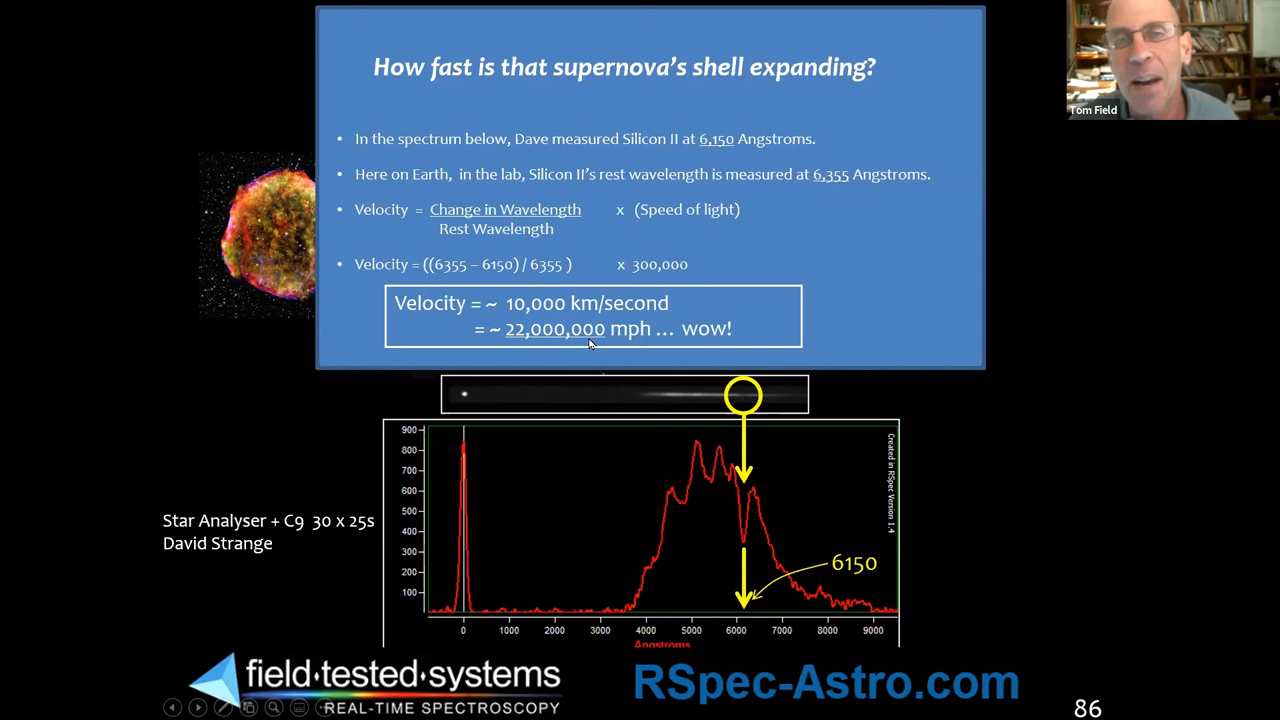 How fast is that supernova's shell expanding?
Tom Field
• In the spectrum below, Dave measured Silicon II at 6,150 Angstroms.
• Here on Earth, in the lab, Silicon II's rest wavelength is measured at 6,355 Angstroms.
• Velocity = Change in Wavelength x (Speed of light)
Rest Wavelength
• Velocity = ((6355 – 6150) / 6355 ) x 300,000
Velocity = ~ 10,000 km/second
= ~ 22,000,000 mph ... wow!
900
800
700
600
500
400
300
200
100
0 1000 2000 3000 4000 5000 6000 7000 8000 9000
Angstroms
Created in RSpec Version 1.4
6150
Star Analyser + C9 30 x 25s
David Strange
field·tested·systems
REAL-TIME SPECTROSCOPY
RSpec-Astro.com
86